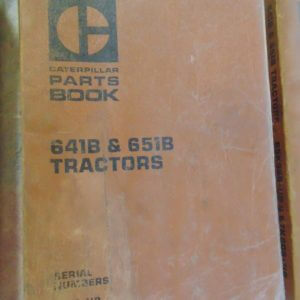 CATERPILLAR
PARTS
BOOK
641B & 651B
TRACTORS
SERIAL
NUMBERS